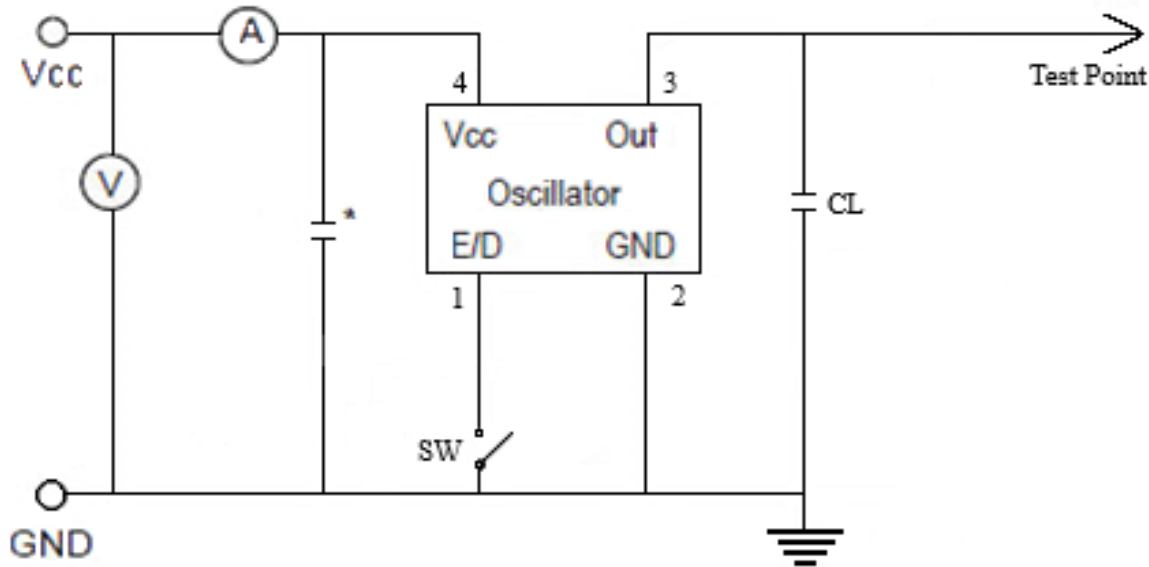 A
Vcc
Test Point
4
3
Vcc Out
V
Oscillator
*
CL
E/D GND
1
2
SW
GND